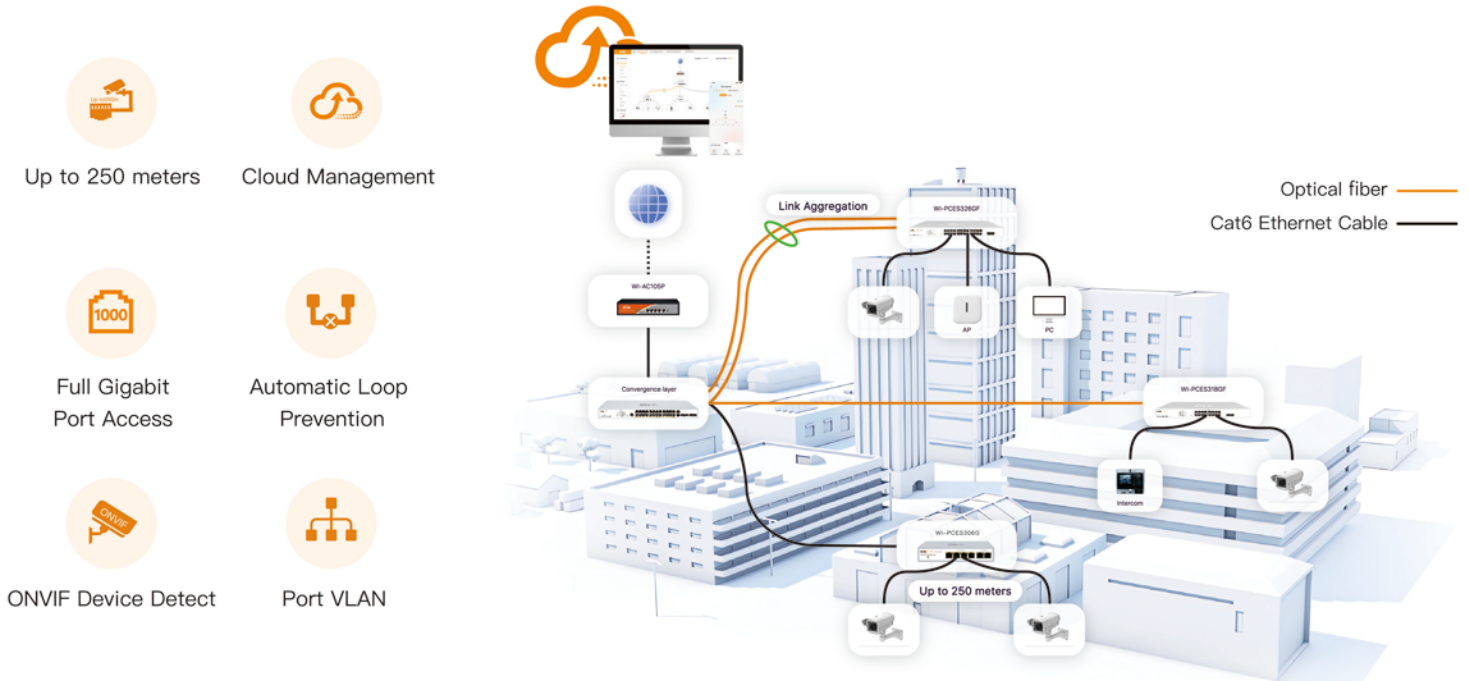 Up to 250 meters
Cloud Management
1000
Full Gigabit
Port Access
Automatic Loop
Prevention
ONVIF
ONVIF Device Detect
Port VLAN
Link Aggregation
WI-PCES326GF
Optical fiber
Cat6 Ethernet Cable
WI-AC105P
AP
PC
Convergence layer
WI-PCES318GF
Intercom
WI-PCES306G
Up to 250 meters